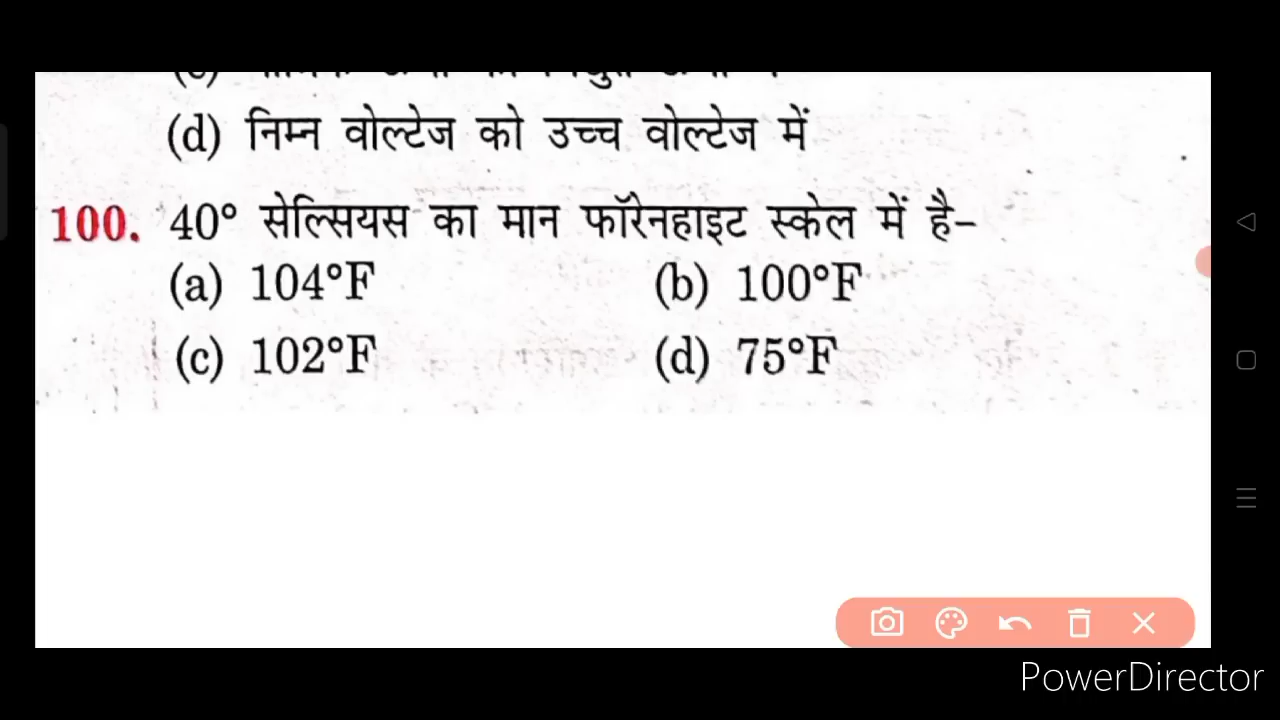 (d) निम्न वोल्टेज को उच्च वोल्टेज में
100. 40° सेल्सियस का मान फॉरेनहाइट स्केल में है–
(a) 104°F (b) 100°F
(c) 102°F (d) 75°F
PowerDirector